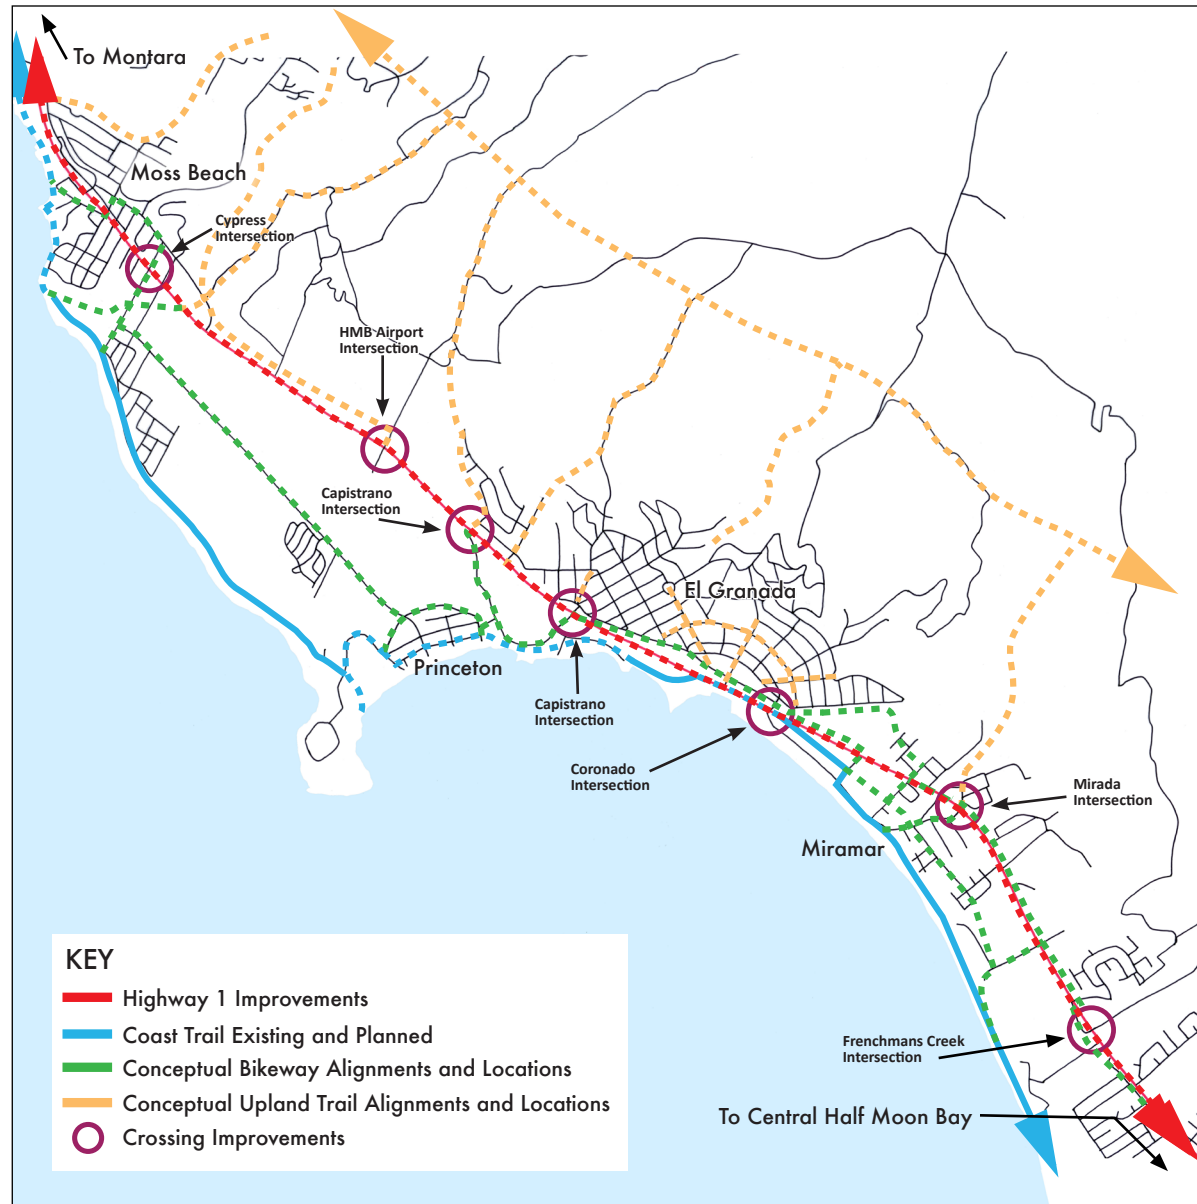 To Montara
Moss Beach
Cypress
Intersection
HMB Airport
Intersection
Capistrano
Intersection
El Granada
Princeton
Capistrano
Intersection
Coronado
Intersection
Mirada
Intersection
Miramar
KEY
Highway 1 Improvements
Coast Trail Existing and Planned
Conceptual Bikeway Alignments and Locations
Conceptual Upland Trail Alignments and Locations
Crossing Improvements
Frenchmans Creek
Intersection
To Central Half Moon Bay